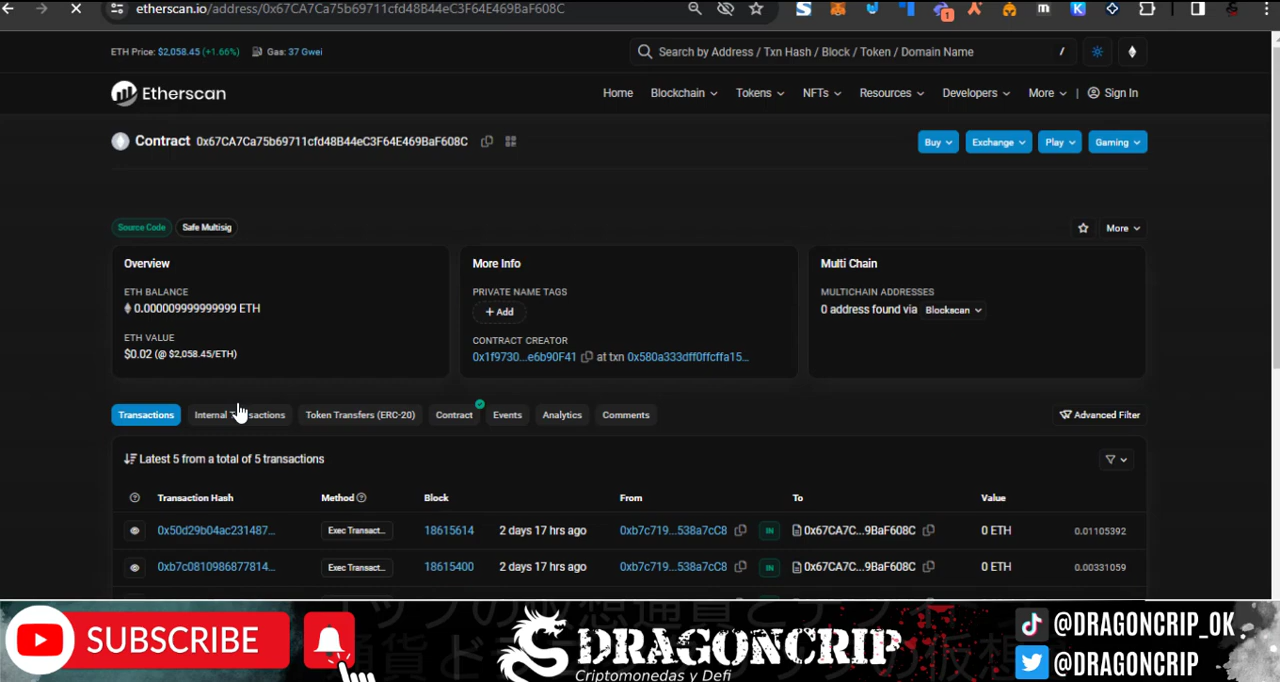 etherscan.io/address/0x67CA7Ca75b69711cfd48B44eC3F64E469BaF608C
ETH Price: $2,058.45 (+1.66%) Gas: 37 Gwei
Search by Address / Txn Hash / Block / Token / Domain Name /
Etherscan
Home Blockchain Tokens NFTs Resources Developers More | Sign In
Contract 0x67CA7Ca75b69711cfd48B44eC3F64E469BaF608C
Buy Exchange Play Gaming
Source Code Safe Multisig
More
Overview
ETH BALANCE
0.000009999999999 ETH
ETH VALUE
$0.02 (@ $2,058.45/ETH)
More Info
PRIVATE NAME TAGS
+ Add
CONTRACT CREATOR
0x1f9730...e6b90F41 at txn 0x580a333dff0ffcffa15...
Multi Chain
MULTICHAIN ADDRESSES
0 address found via Blockscan
Transactions Internal Transactions Token Transfers (ERC-20) Contract Events Analytics Comments
Advanced Filter
Latest 5 from a total of 5 transactions
Transaction Hash Method Block From To Value
0x50d29b04ac231487... Exec Transact... 18615614 2 days 17 hrs ago 0xb7c719...538a7cC8 IN 0x67CA7C...9BaF608C 0 ETH 0.01105392
0xb7c0810986877814... Exec Transact... 18615400 2 days 17 hrs ago 0xb7c719...538a7cC8 IN 0x67CA7C...9BaF608C 0 ETH 0.00331059
SUBSCRIBE
DRAGONCRIP
Criptomonedas y Defi
@DRAGONCRIP_OK
@DRAGONCRIP